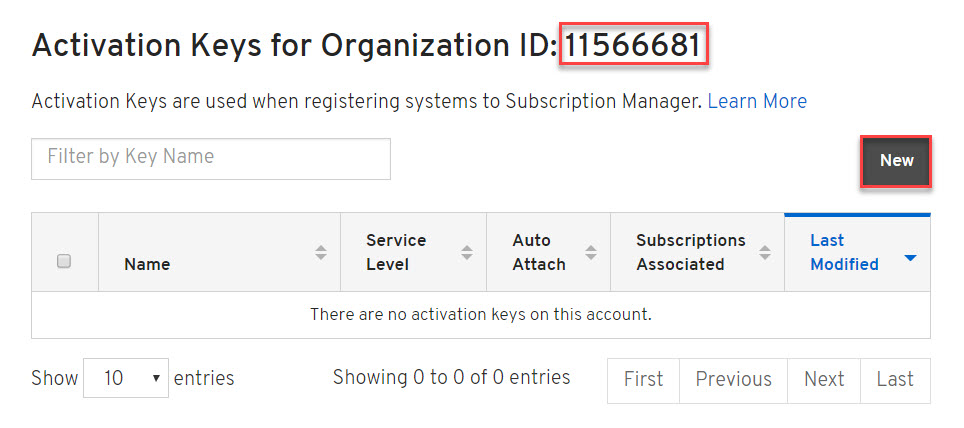 Activation Keys for Organization ID: 11566681
Activation Keys are used when registering systems to Subscription Manager. Learn More
Filter by Key Name
New
Name
Service Level
Auto Attach
Subscriptions Associated
Last Modified
There are no activation keys on this account.
Show 10 entries
Showing 0 to 0 of 0 entries
First Previous Next Last